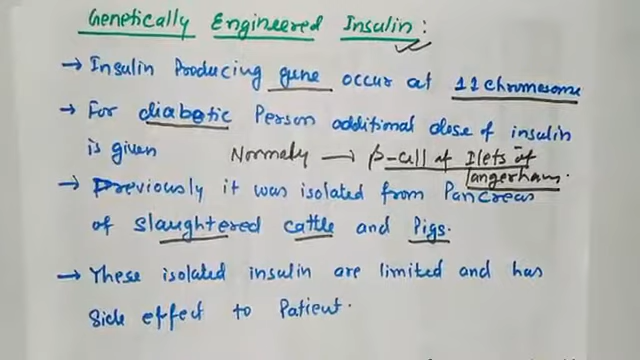 Genetically Engineered Insulin :
→ Insulin Producing gene occur at 11 chromesome
→ For diabetic Person additional dose of insulin
is given Normaly → β-cell of Ilets of
Langerhans.
→ Previously it was isolated from Pancreas
of slaughtered cattle and Pigs.
→ These isolated insulin are limited and has
Side effect to Patient.